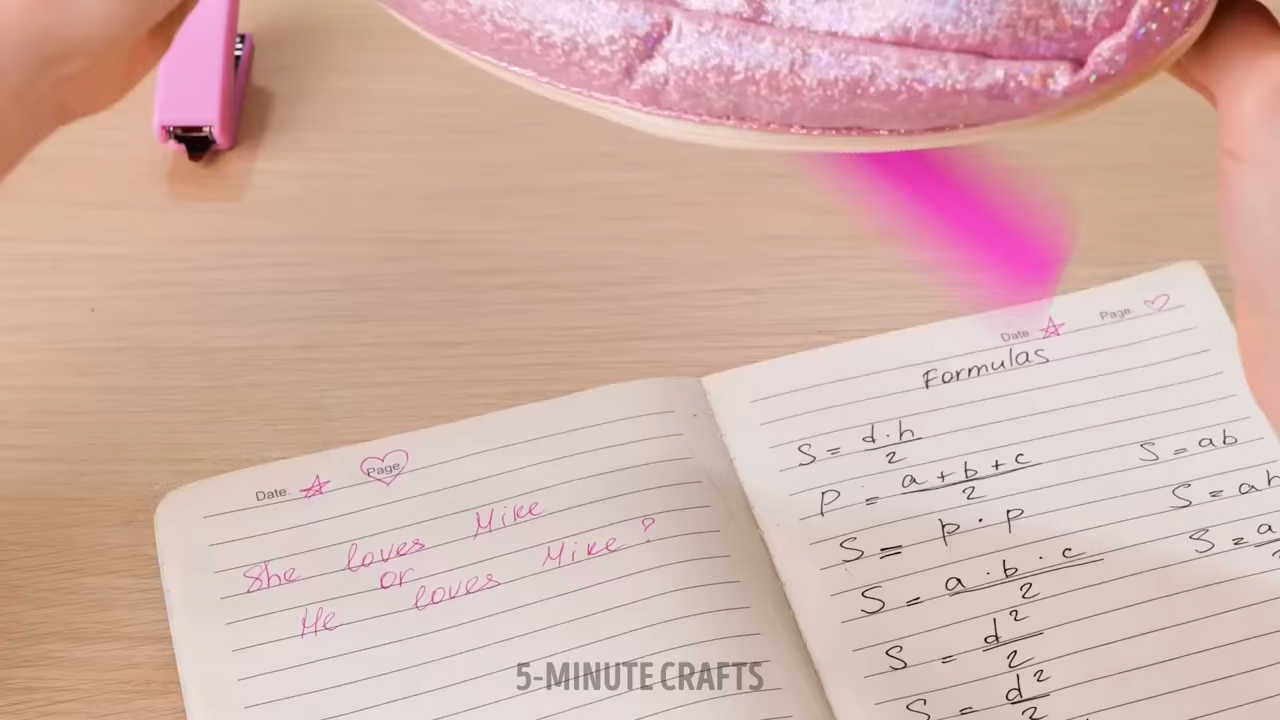 Date. Page
She loves Mike
or
He loves Mike?
Date Page
Formulas
S = d·h/2
P = a+b+c/2
S = p·p
S = a·b·c/2
S = d²/2
S = d²/2
S = ab
S = ah
S = a
5-MINUTE CRAFTS